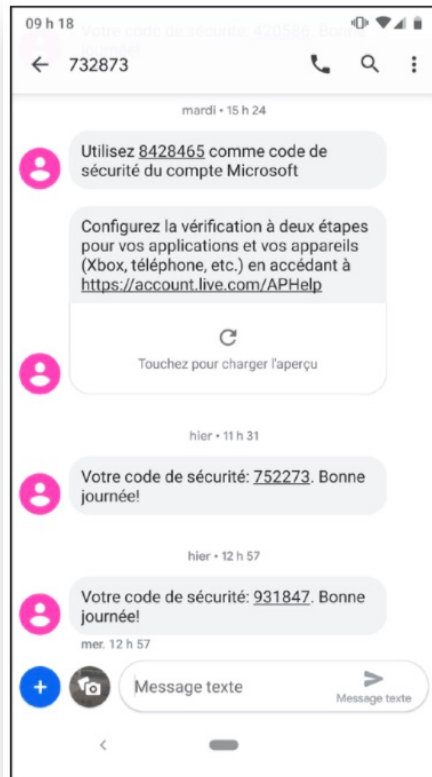 09 h 18
Votre code de sécurité: 420588. Bonne
journée!
732873
mardi • 15 h 24
Utilisez 8428465 comme code de
sécurité du compte Microsoft
Configurez la vérification à deux étapes
pour vos applications et vos appareils
(Xbox, téléphone, etc.) en accédant à
https://account.live.com/APHelp
Touchez pour charger l'aperçu
hier • 11 h 31
Votre code de sécurité: 752273. Bonne
journée!
hier • 12 h 57
Votre code de sécurité: 931847. Bonne
journée!
mer. 12 h 57
Message texte
Message texte